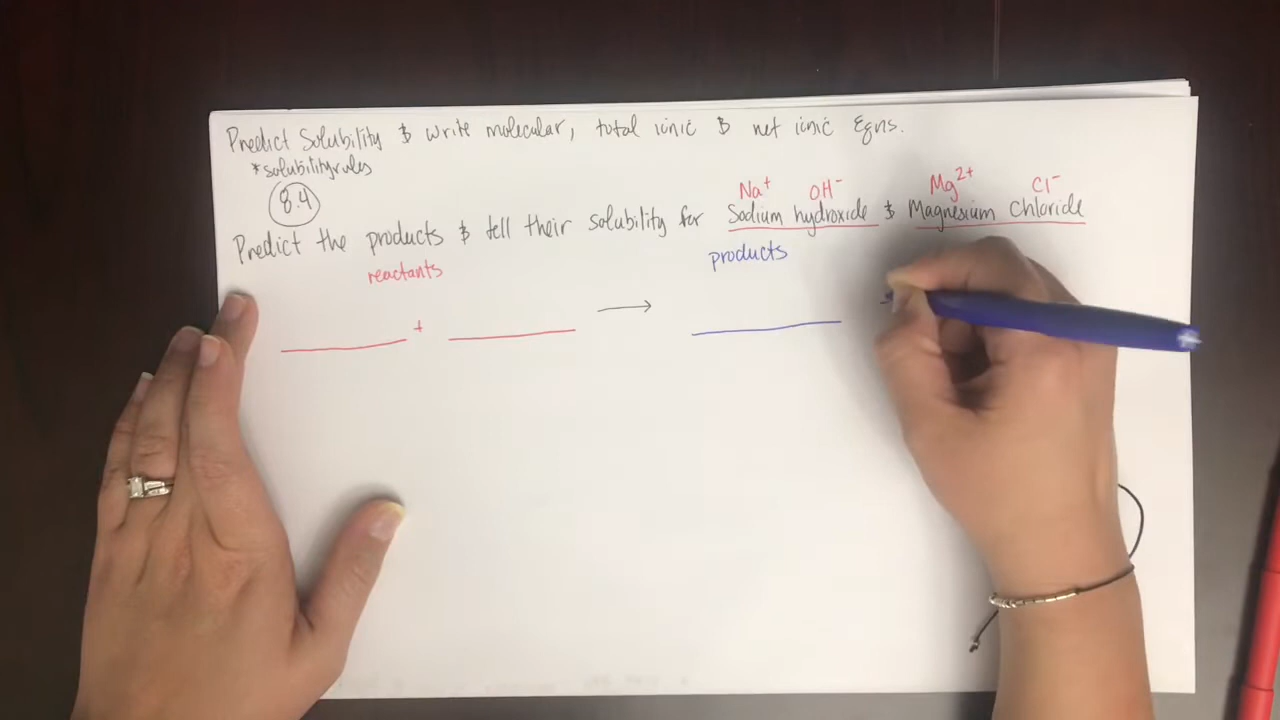 Predict Solubility & write molecular, total ionic & net ionic Eqns.
*solubility rules
8.4
Na⁺ OH⁻ Mg²⁺ Cl⁻
Predict the products & tell their solubility for Sodium hydroxide & Magnesium Chloride
reactants products
+ →